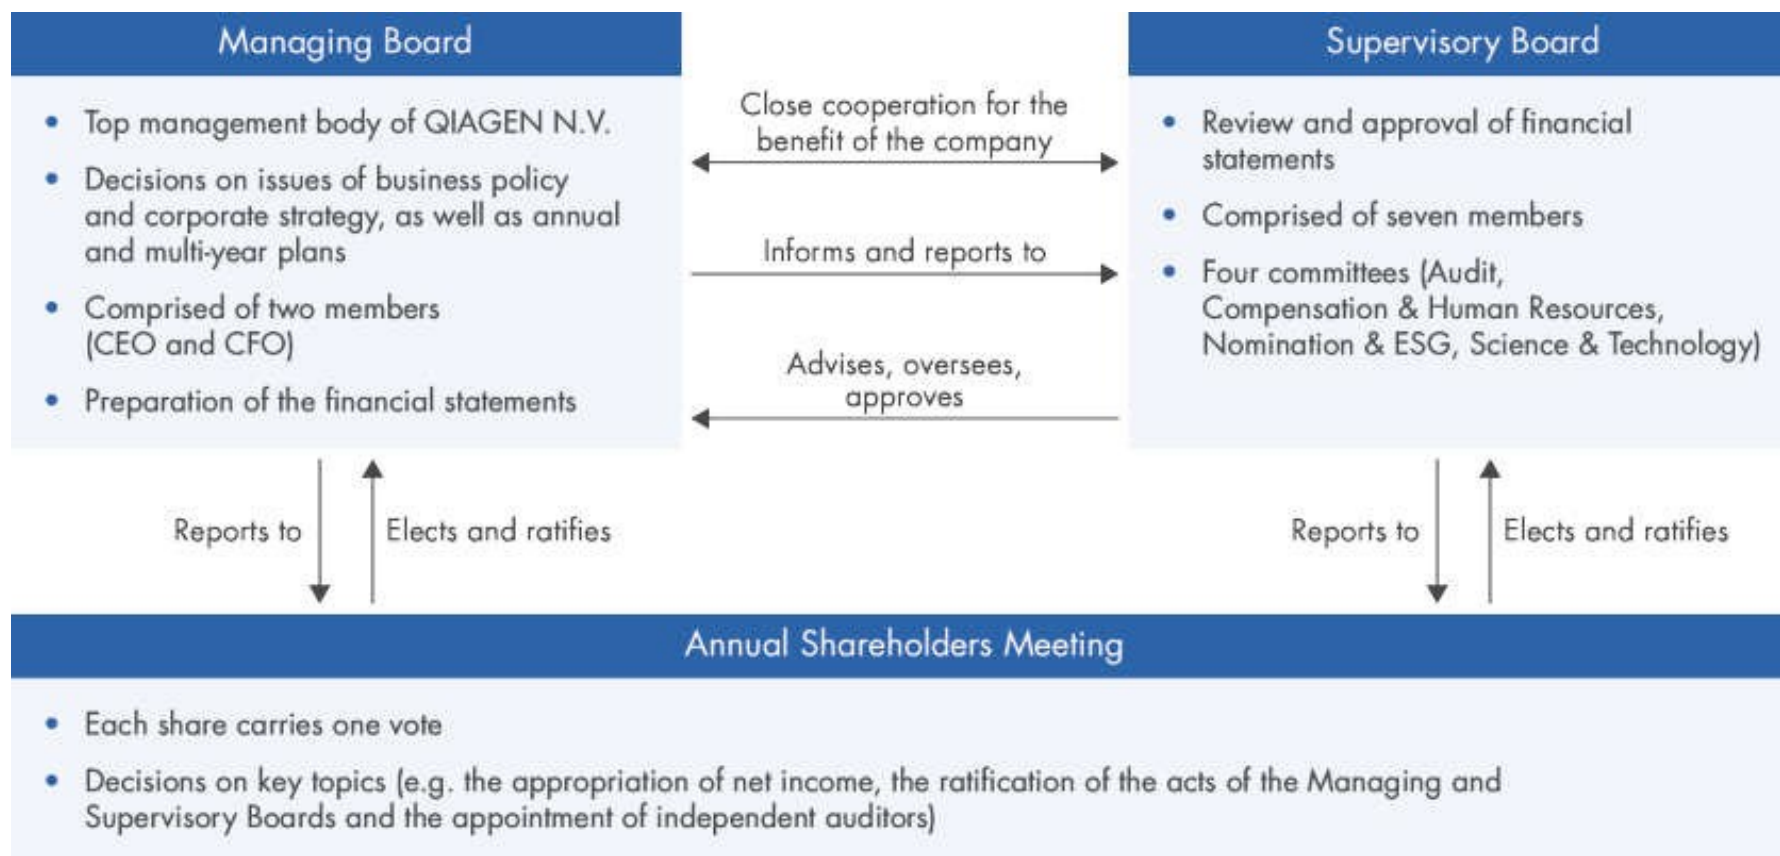 Managing Board
• Top management body of QIAGEN N.V.
• Decisions on issues of business policy
and corporate strategy, as well as annual
and multi-year plans
• Comprised of two members
(CEO and CFO)
• Preparation of the financial statements
Close cooperation for the
benefit of the company
Informs and reports to
Advises, oversees,
approves
Supervisory Board
• Review and approval of financial
statements
• Comprised of seven members
• Four committees (Audit,
Compensation & Human Resources,
Nomination & ESG, Science & Technology)
Reports to
Elects and ratifies
Reports to
Elects and ratifies
Annual Shareholders Meeting
• Each share carries one vote
• Decisions on key topics (e.g. the appropriation of net income, the ratification of the acts of the Managing and
Supervisory Boards and the appointment of independent auditors)